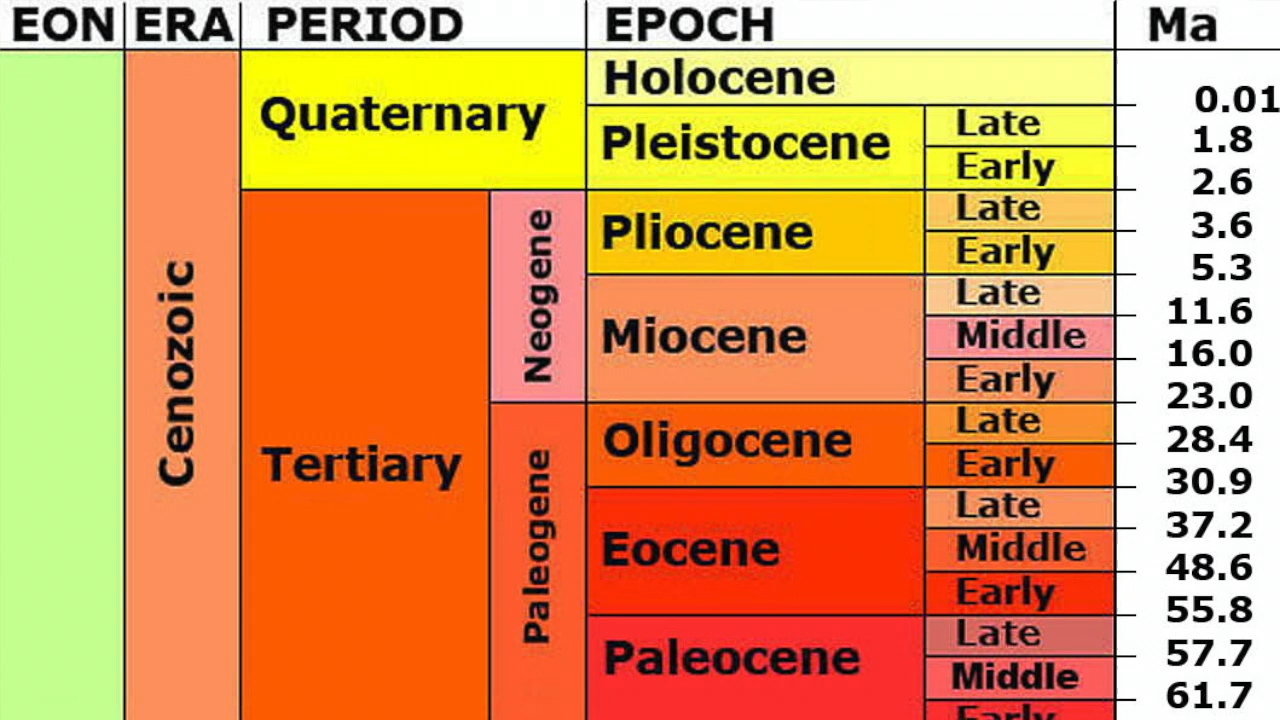 EON ERA PERIOD EPOCH Ma
Cenozoic
Quaternary
Tertiary
Neogene
Paleogene
Holocene
0.01
Pleistocene
Late
1.8
Early
2.6
Pliocene
Late
3.6
Early
5.3
Miocene
Late
11.6
Middle
16.0
Early
23.0
Oligocene
Late
28.4
Early
30.9
Eocene
Late
37.2
Middle
48.6
Early
55.8
Paleocene
Late
57.7
Middle
61.7
Early